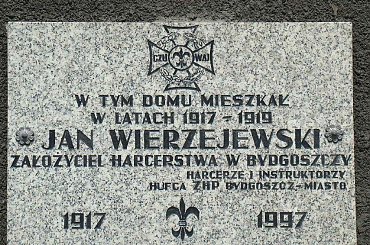 CZU WAJ
W TYM DOMU MIESZKAŁ
W LATACH 1917 - 1919
JAN WIERZEJEWSKI
ZAŁOŻYCIEL HARCERSTWA W BYDGOSZCZY
HARCERZE I INSTRUKTORZY
HUFCA ZHP BYDGOSZCZ-MIASTO
1917 1997